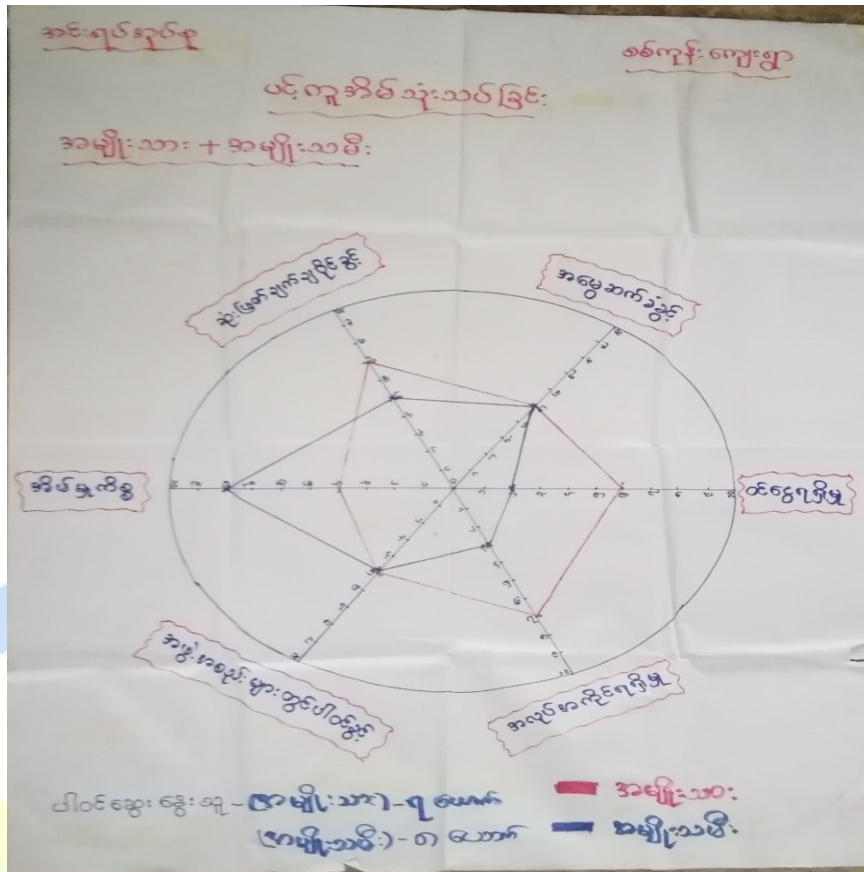 အင်းရပ်အုပ်စု
စစ်ကုန်းကျေးရွာ
ပင့်ကူအိမ်သုံးသပ်ခြင်း
အမျိုးသား + အမျိုးသမီး
ဆုံးဖြတ်ချက်ချပိုင်ခွင့်
အမွေဆက်ခံခွင့်
အိမ်မှုကိစ္စ
ဝင်ငွေရရှိမှု
အဖွဲ့အစည်းများတွင်ပါဝင်ခွင့်
အလုပ်အကိုင်ရရှိမှု
ပါဝင်ဆွေးနွေးသူ - (အမျိုးသား) - ၇ ယောက်
အမျိုးသား
(အမျိုးသမီး) - ၈ ယောက်
အမျိုးသမီး